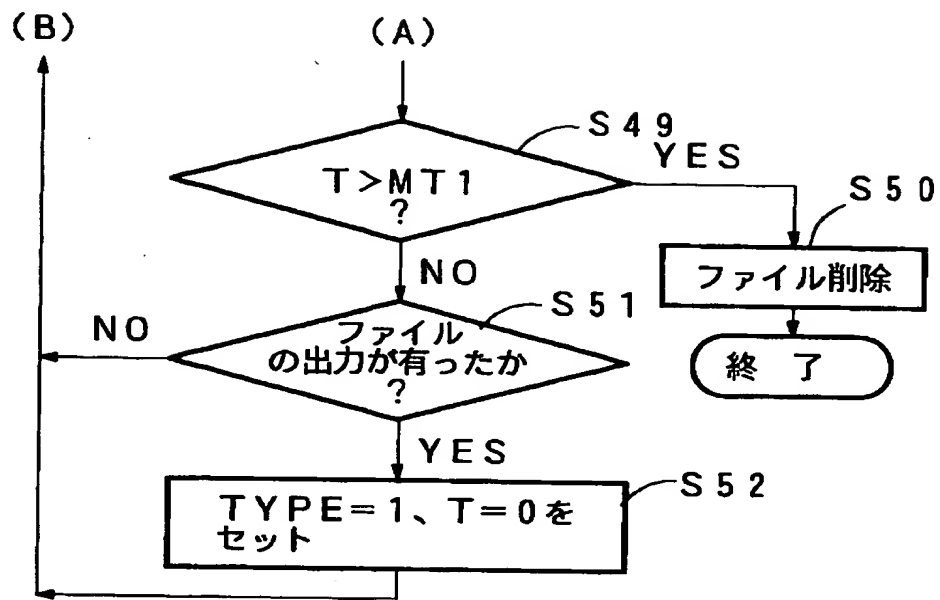 (B)
(A)
S49
T>MT1
?
YES
S50
ファイル削除
終 了
NO
S51
ファイル
の出力が有ったか
?
NO
YES
S52
TYPE=1、T=0を
セット